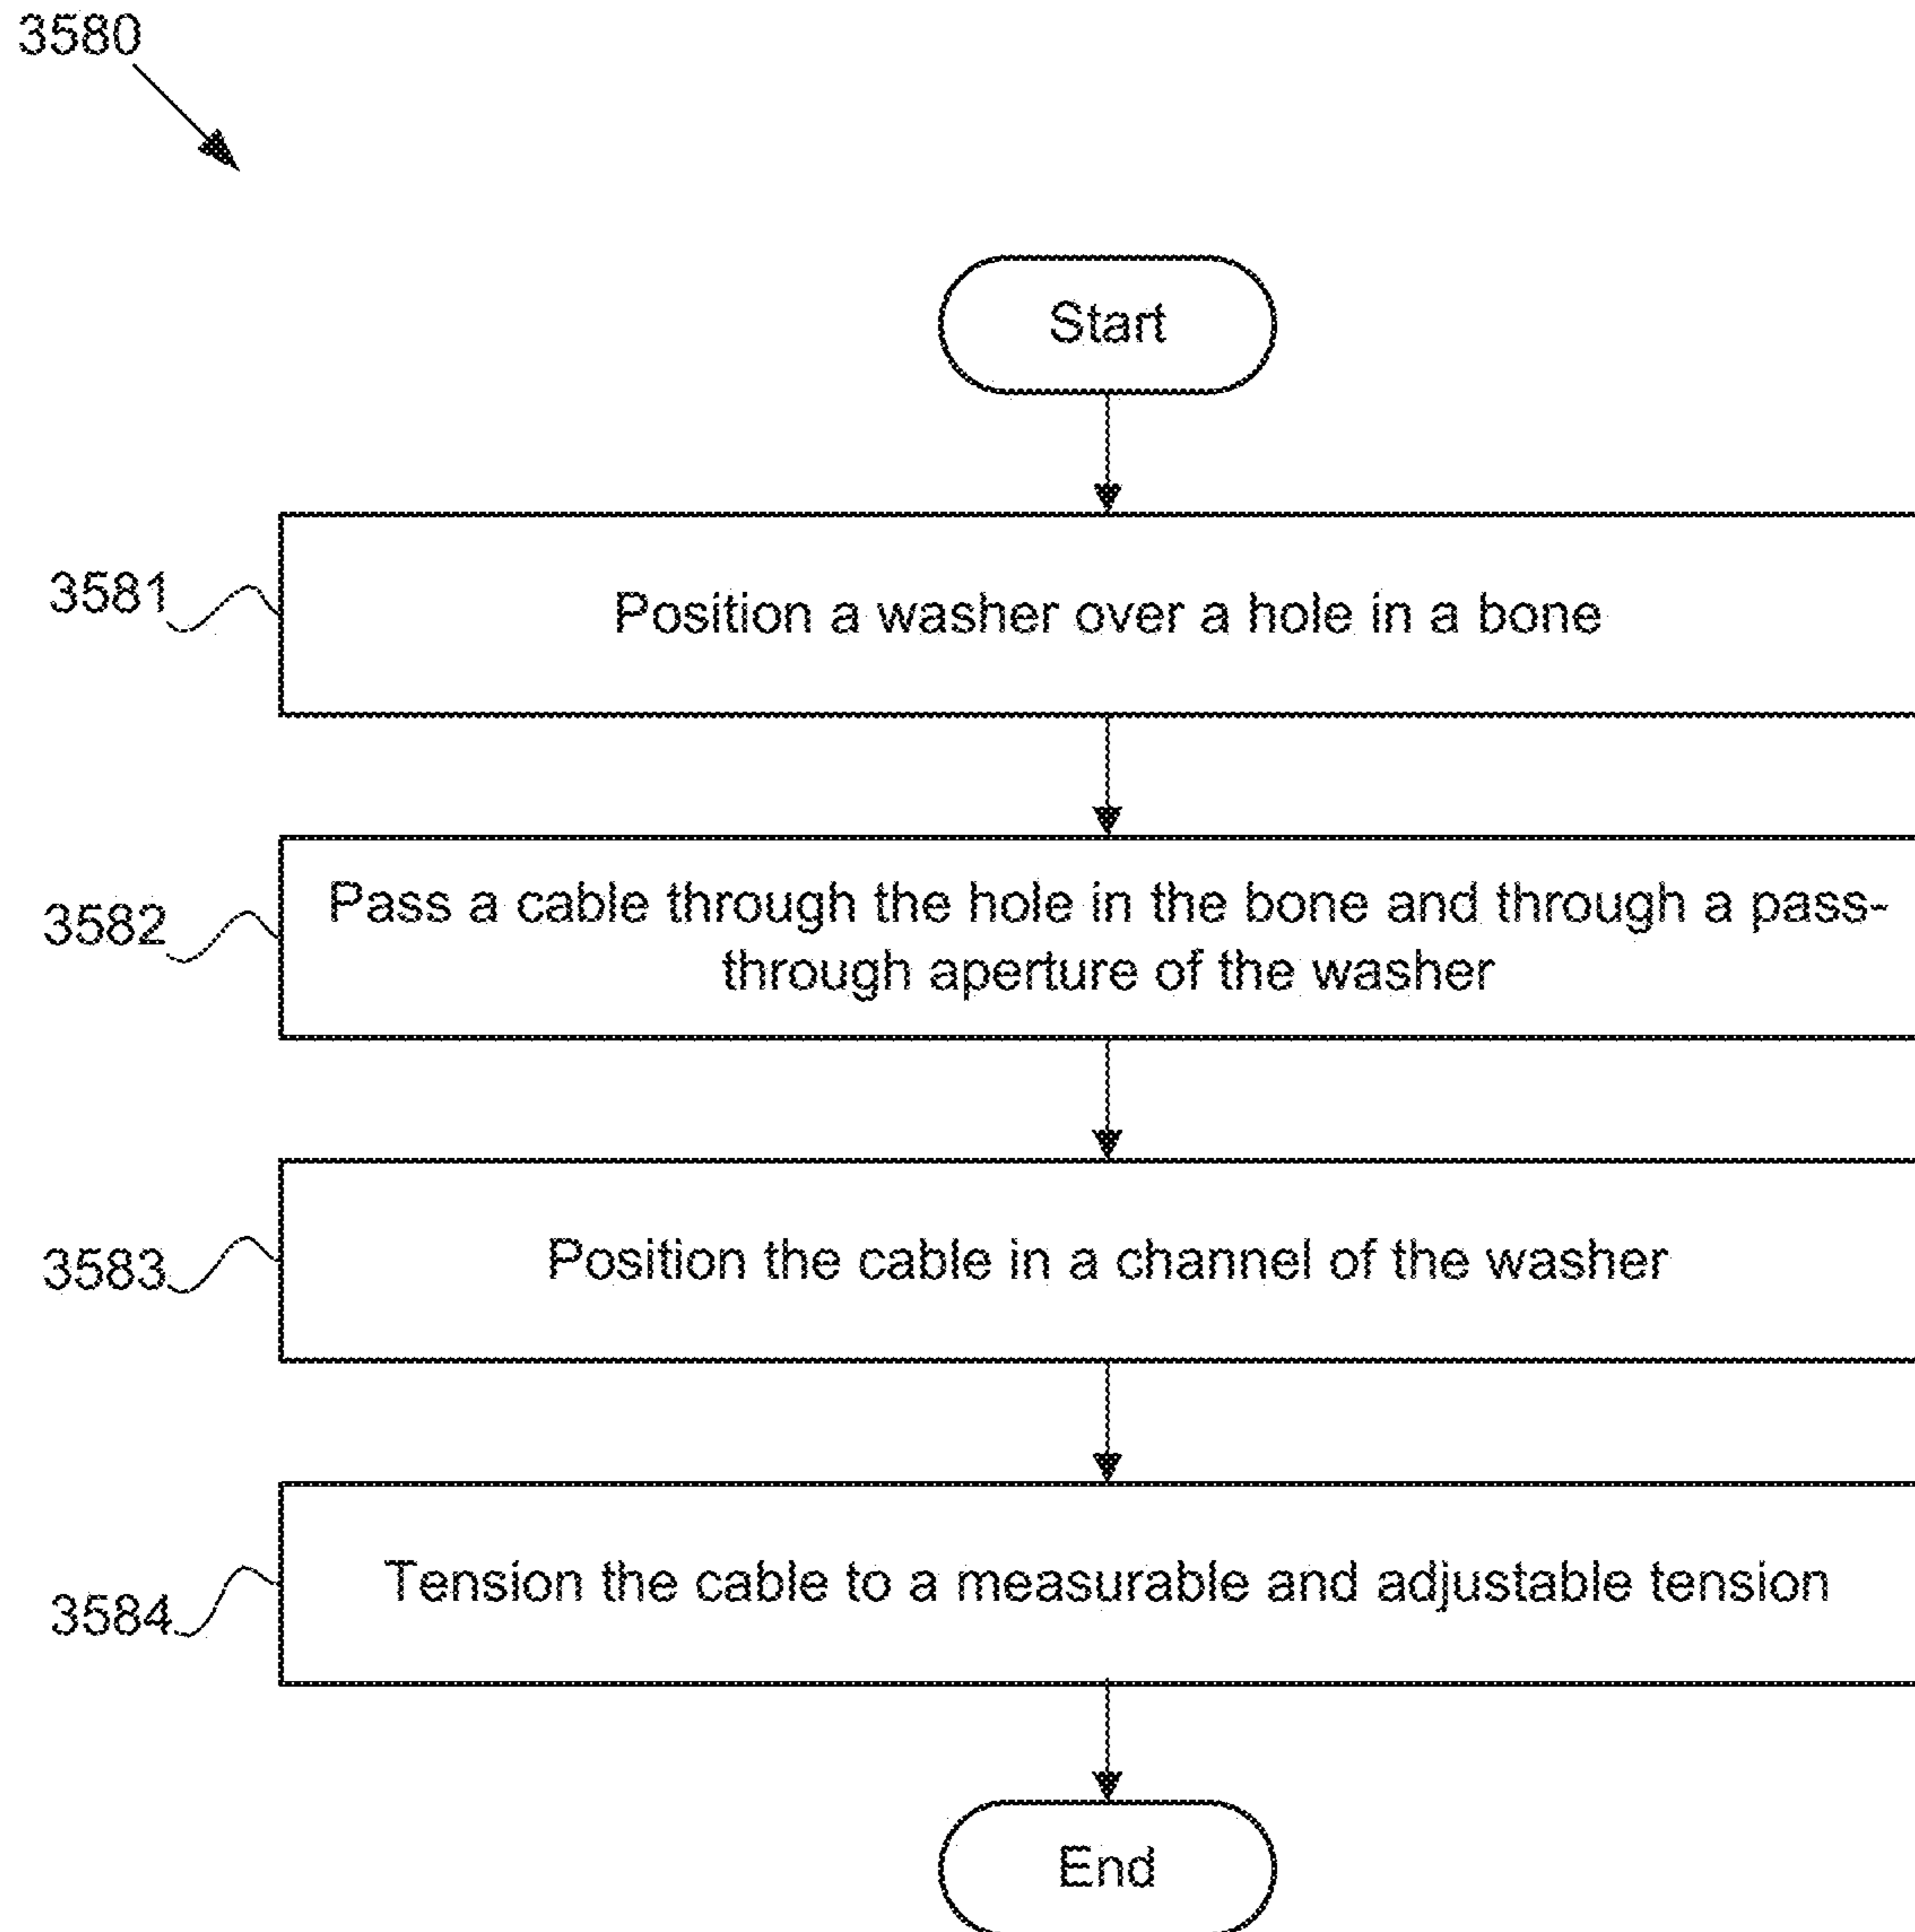 3580
Start
3581
Position a washer over a hole in a bone
3582
Pass a cable through the hole in the bone and through a pass-
through aperture of the washer
3583
Position the cable in a channel of the washer
3584
Tension the cable to a measurable and adjustable tension
End